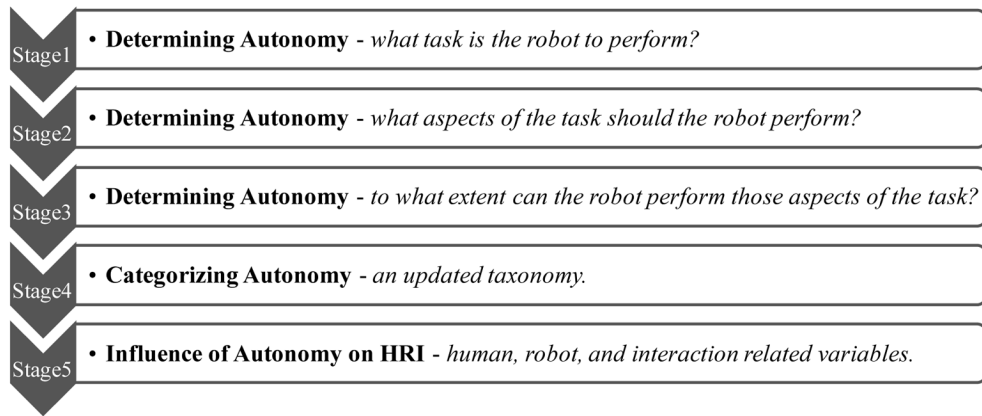 Stage1
• Determining Autonomy - what task is the robot to perform?
Stage2
• Determining Autonomy - what aspects of the task should the robot perform?
Stage3
• Determining Autonomy - to what extent can the robot perform those aspects of the task?
Stage4
• Categorizing Autonomy - an updated taxonomy.
Stage5
• Influence of Autonomy on HRI - human, robot, and interaction related variables.